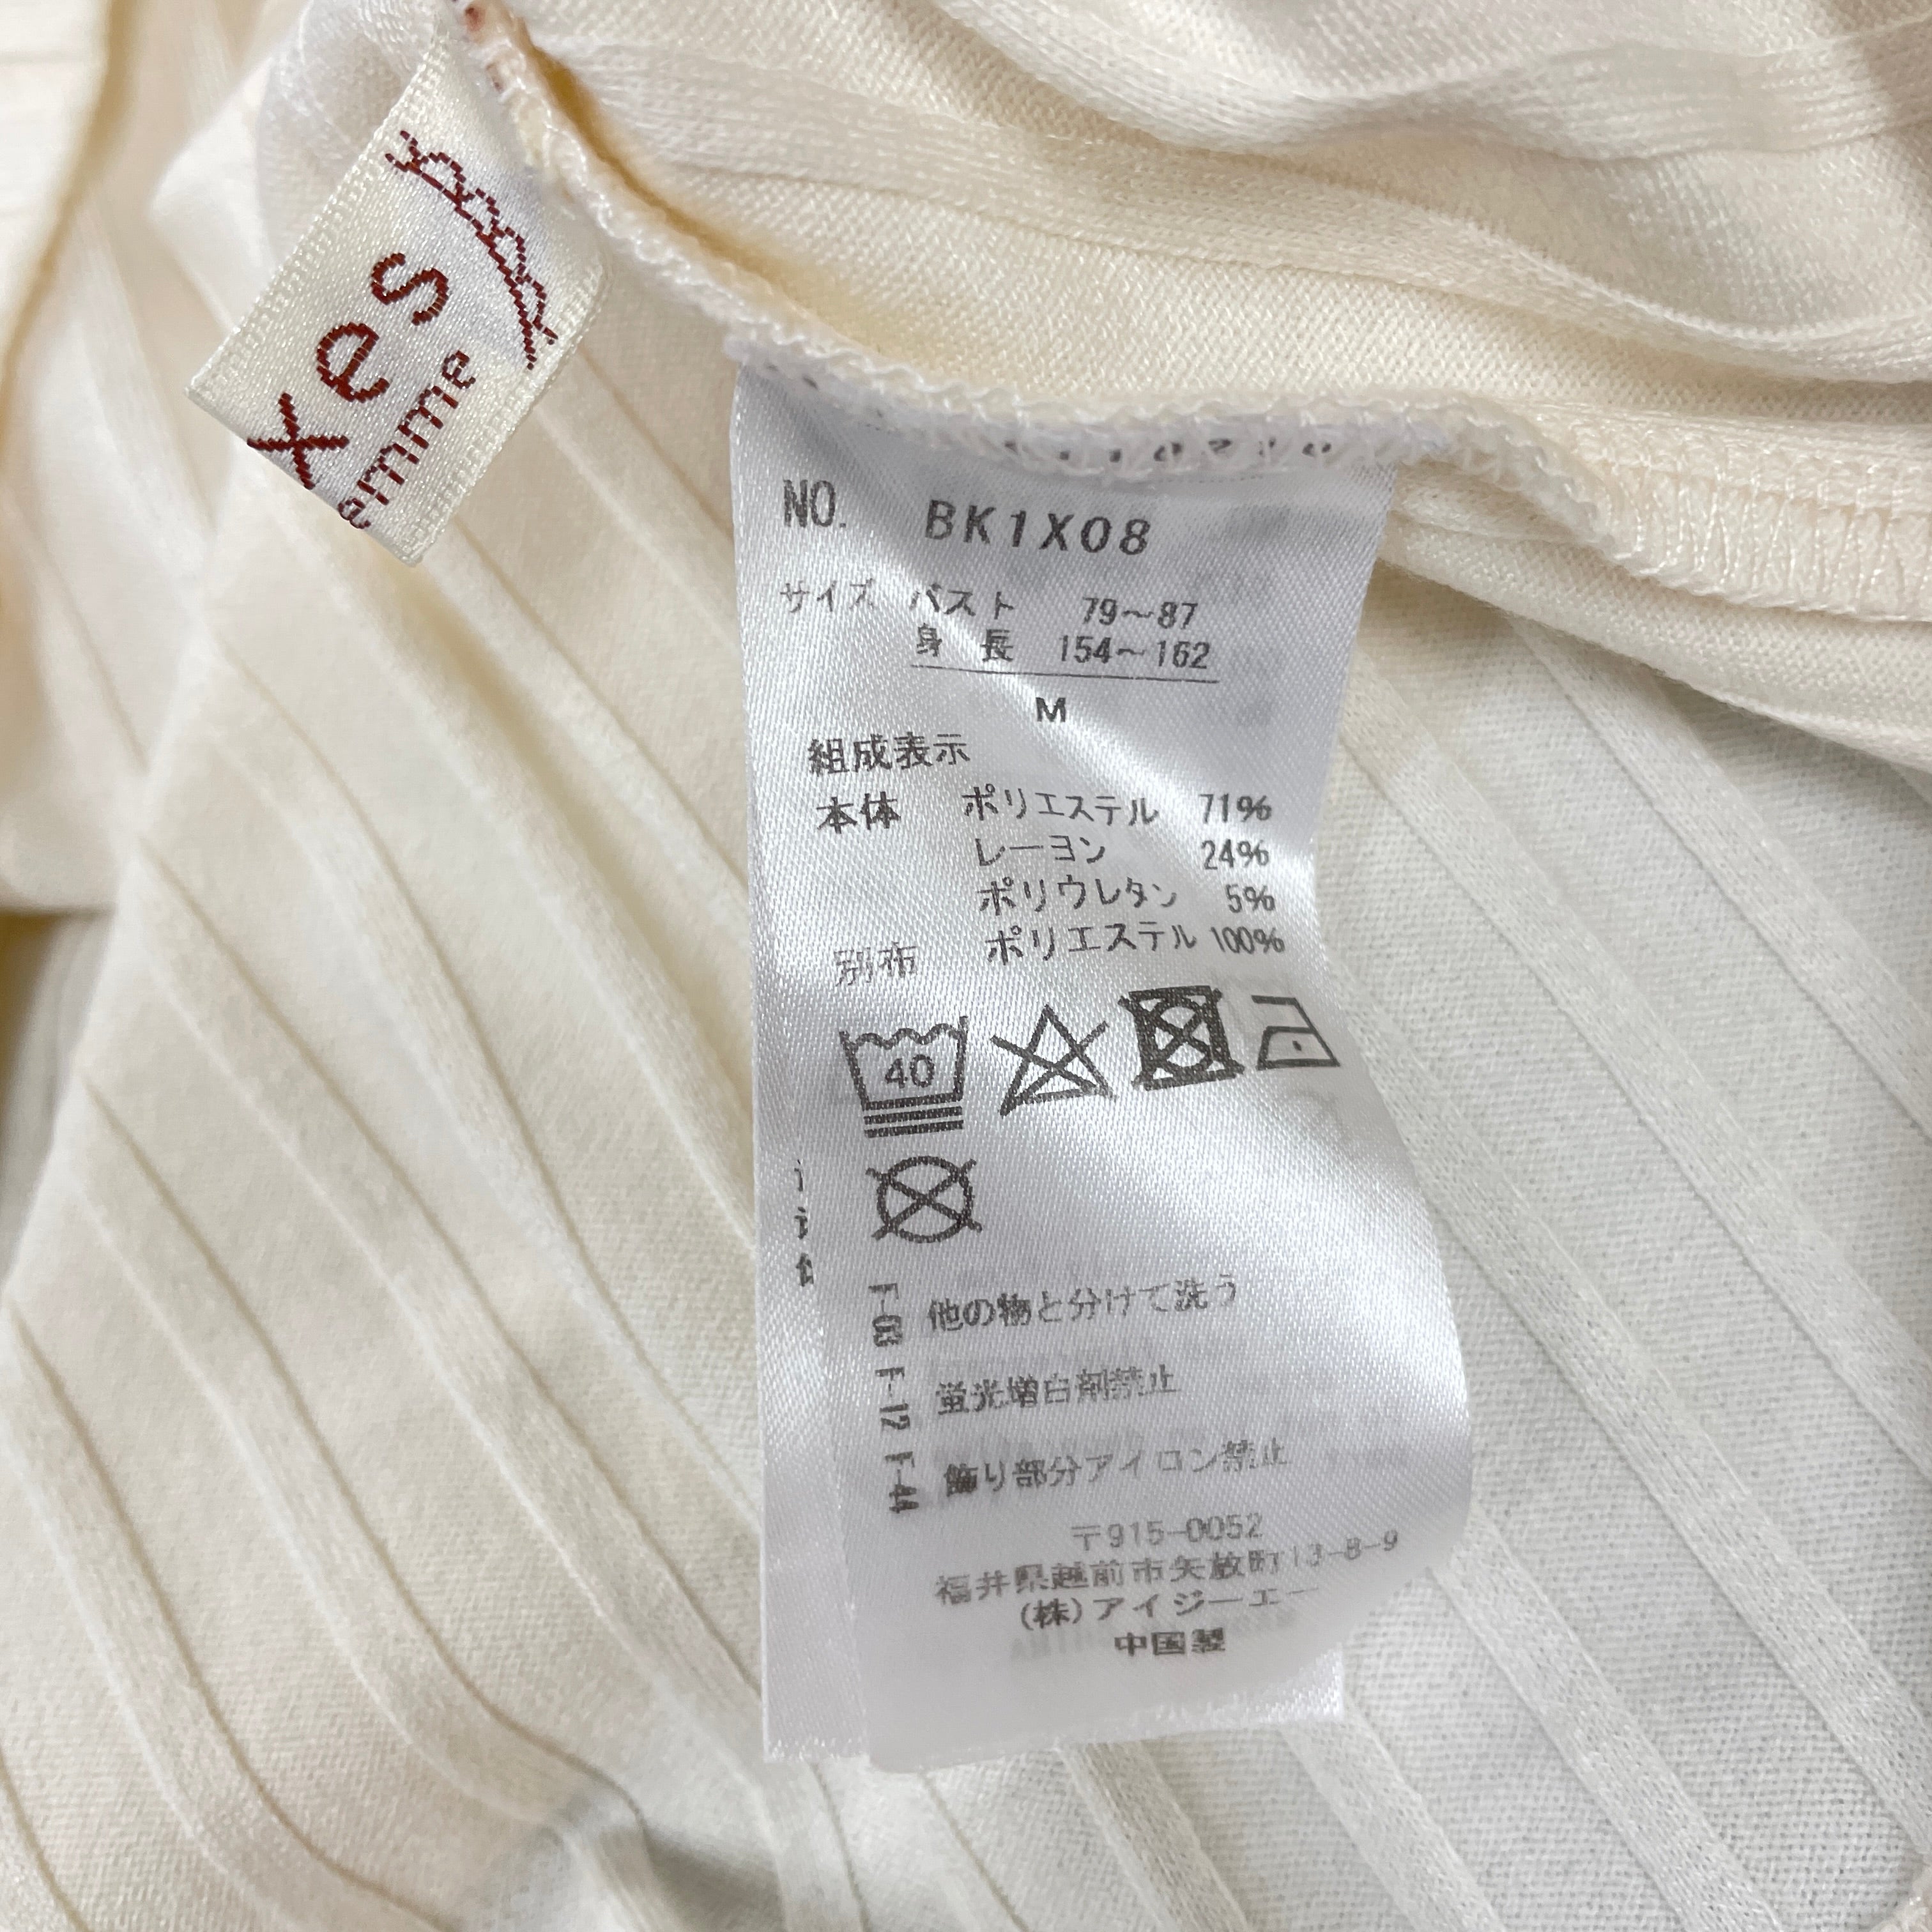 xes
femme
NO. BK1X08
サイズ バスト 79〜87
身長 154〜162
M
組成表示
本体 ポリエステル 71%
レーヨン 24%
ポリウレタン 5%
別布 ポリエステル 100%
40
F-03 他の物と分けて洗う
F-12 蛍光増白剤禁止
F-44 飾り部分アイロン禁止
〒915-0052
福井県越前市矢放町13-8-9
(株)アイジーエー
中国製